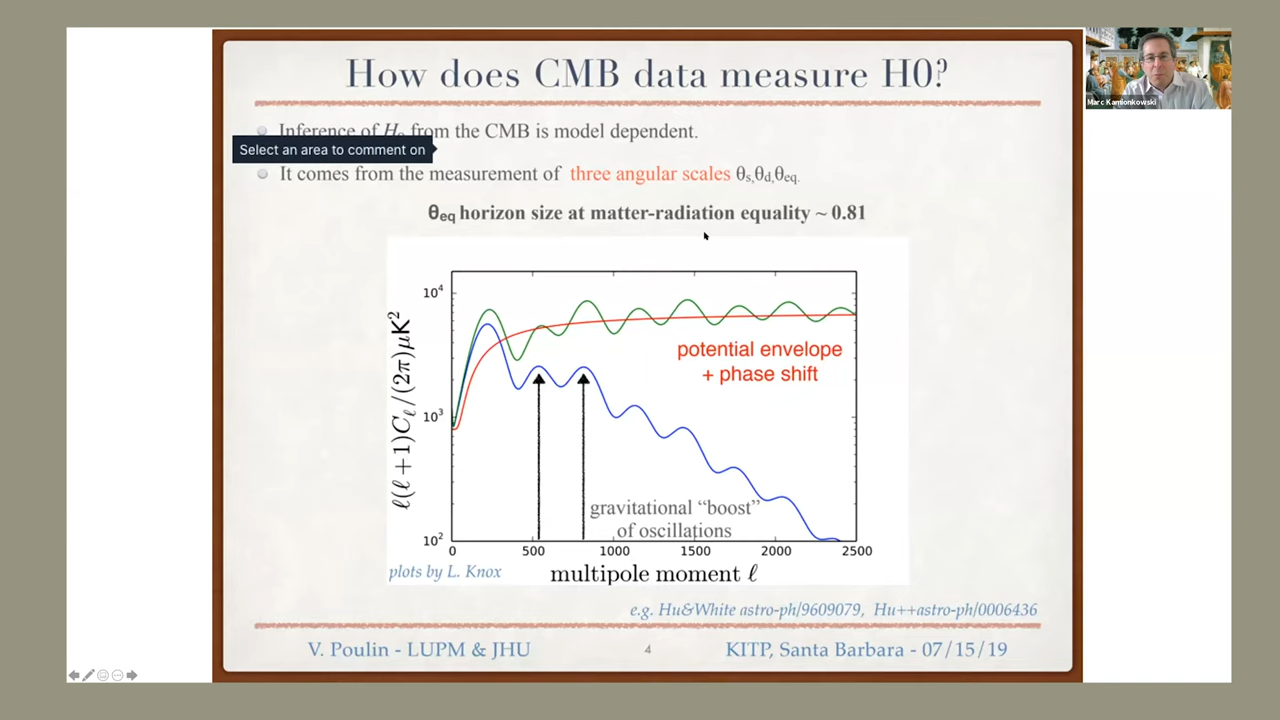 How does CMB data measure H0?
Marc Kamionkowski
Inference of H₀ from the CMB is model dependent.
Select an area to comment on
It comes from the measurement of three angular scales θs,θd,θeq.
θeq horizon size at matter-radiation equality ~ 0.81
10⁴
10³
10²
ℓ(ℓ+1)Cℓ/(2π)μK²
potential envelope
+ phase shift
gravitational “boost”
of oscillations
0 500 1000 1500 2000 2500
plots by L. Knox
multipole moment ℓ
e.g. Hu&White astro-ph/9609079, Hu++astro-ph/0006436
V. Poulin - LUPM & JHU
4
KITP, Santa Barbara - 07/15/19